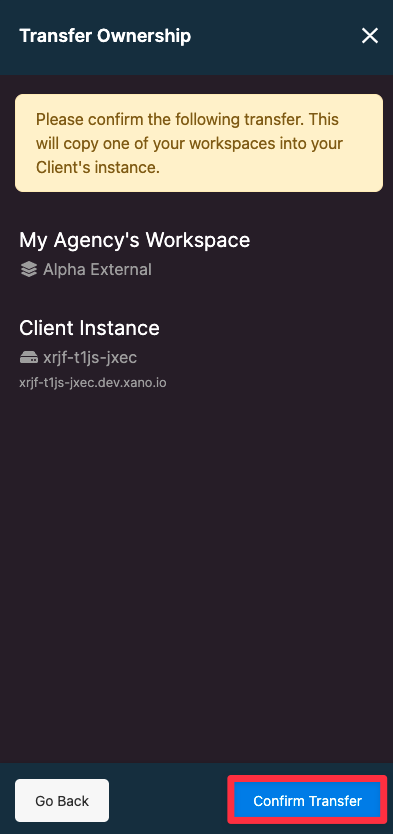 Transfer Ownership
Please confirm the following transfer. This
will copy one of your workspaces into your
Client's instance.
My Agency's Workspace
Alpha External
Client Instance
xrjf-t1js-jxec
xrjf-t1js-jxec.dev.xano.io
Go Back
Confirm Transfer